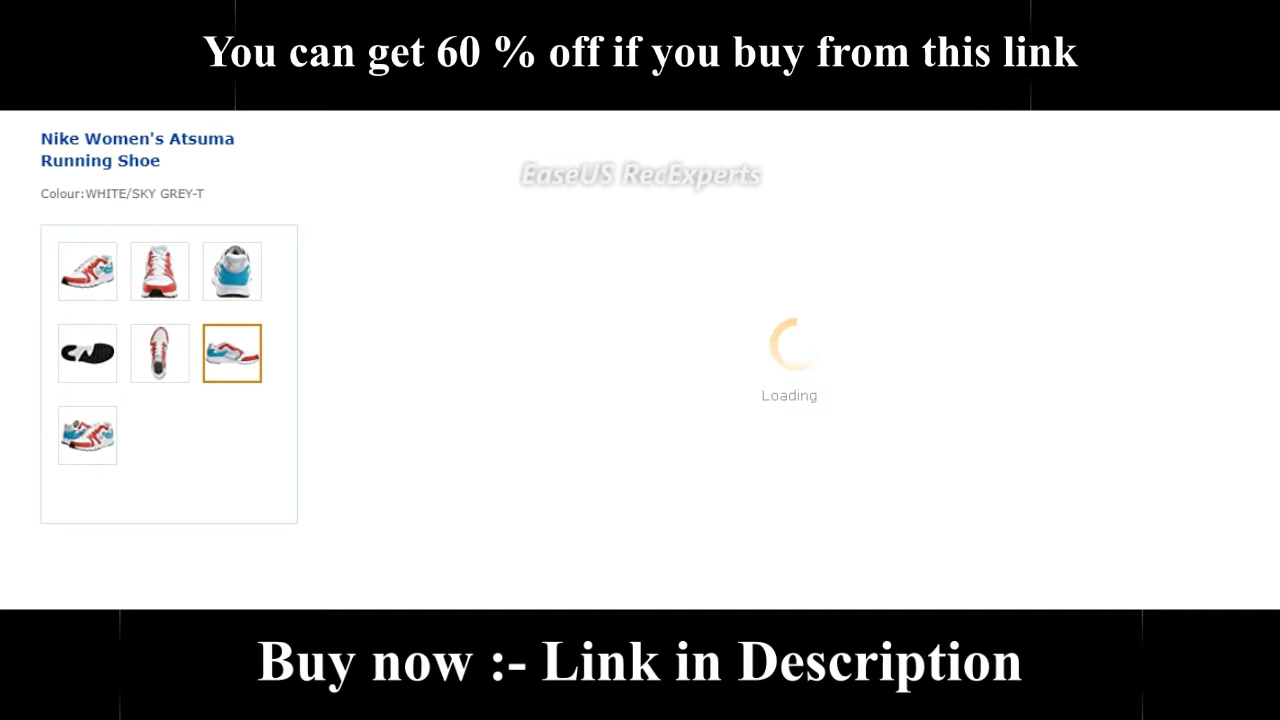 You can get 60 % off if you buy from this link
Nike Women's Atsuma
Running Shoe
Colour:WHITE/SKY GREY-T
EaseUS RecExperts
Loading
Buy now :- Link in Description